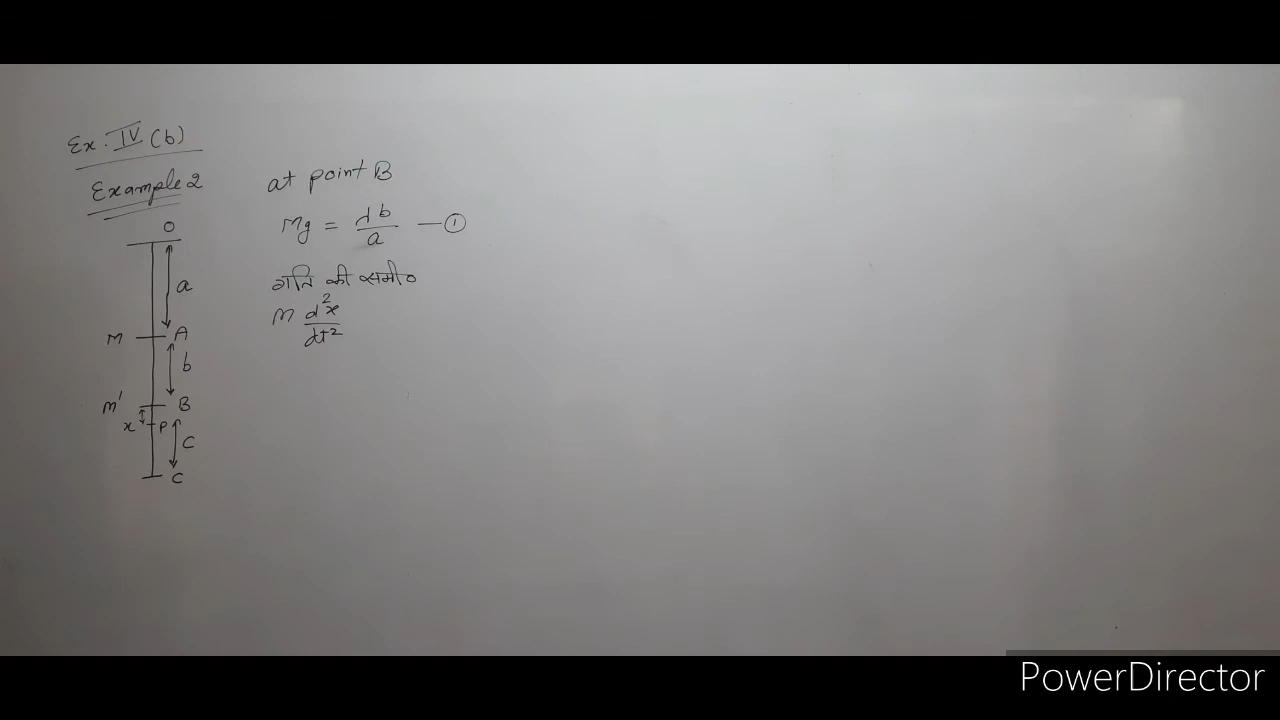 Ex. IV (b)
Example 2
at point B
Mg = λb/a — ①
गति की समी०
M d²x/dt²
O
a
M A
b
M' B
x P
C
C
PowerDirector